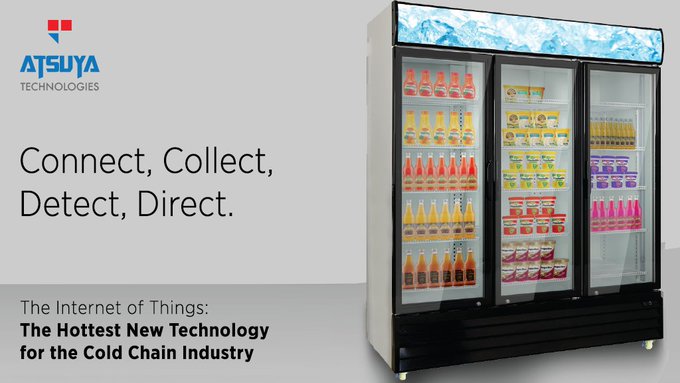 ATSUYA
TECHNOLOGIES
Connect, Collect,
Detect, Direct.
The Internet of Things:
The Hottest New Technology
for the Cold Chain Industry